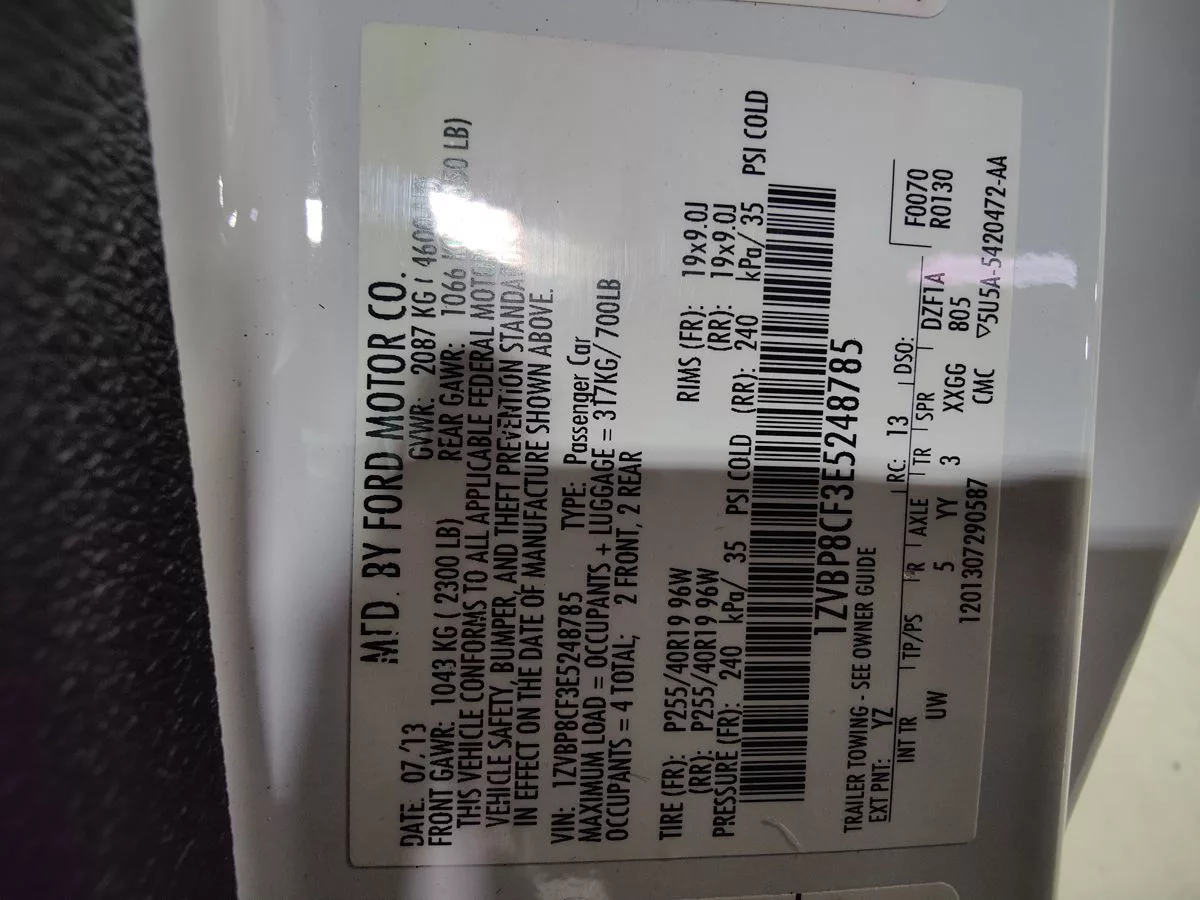 MFD. BY FORD MOTOR CO.
DATE: 07/13 GVWR: 2087 KG ( 4600
FRONT GAWR: 1043 KG ( 2300 LB) REAR GAWR: 1066 LB)
THIS VEHICLE CONFORMS TO ALL APPLICABLE FEDERAL MOTOR
VEHICLE SAFETY, BUMPER, AND THEFT PREVENTION
IN EFFECT ON THE DATE OF MANUFACTURE SHOWN ABOVE.
VIN: 1ZVBP8CF3E5248785 TYPE: Passenger Car
MAXIMUM LOAD = OCCUPANTS + LUGGAGE = 317KG/ 700LB
OCCUPANTS = 4 TOTAL; 2 FRONT, 2 REAR
TIRE (FR): P255/40R19 96W RIMS (FR): 19x9.0J
(RR): P255/40R19 96W (RR): 19x9.0J
PRESSURE (FR): 240 kPa/ 35 PSI COLD (RR): 240 kPa/ 35 PSI COLD
1ZVBP8CF3E5248785
TRAILER TOWING - SEE OWNER GUIDE
EXT PNT: YZ RC: 13 DSO: F0070
INT TR TP/PS R AXLE TR SPR DZF1A R0130
UW 5 YY 3 XXGG 805
1201307290587 CMC ▽5U5A-5420472-AA